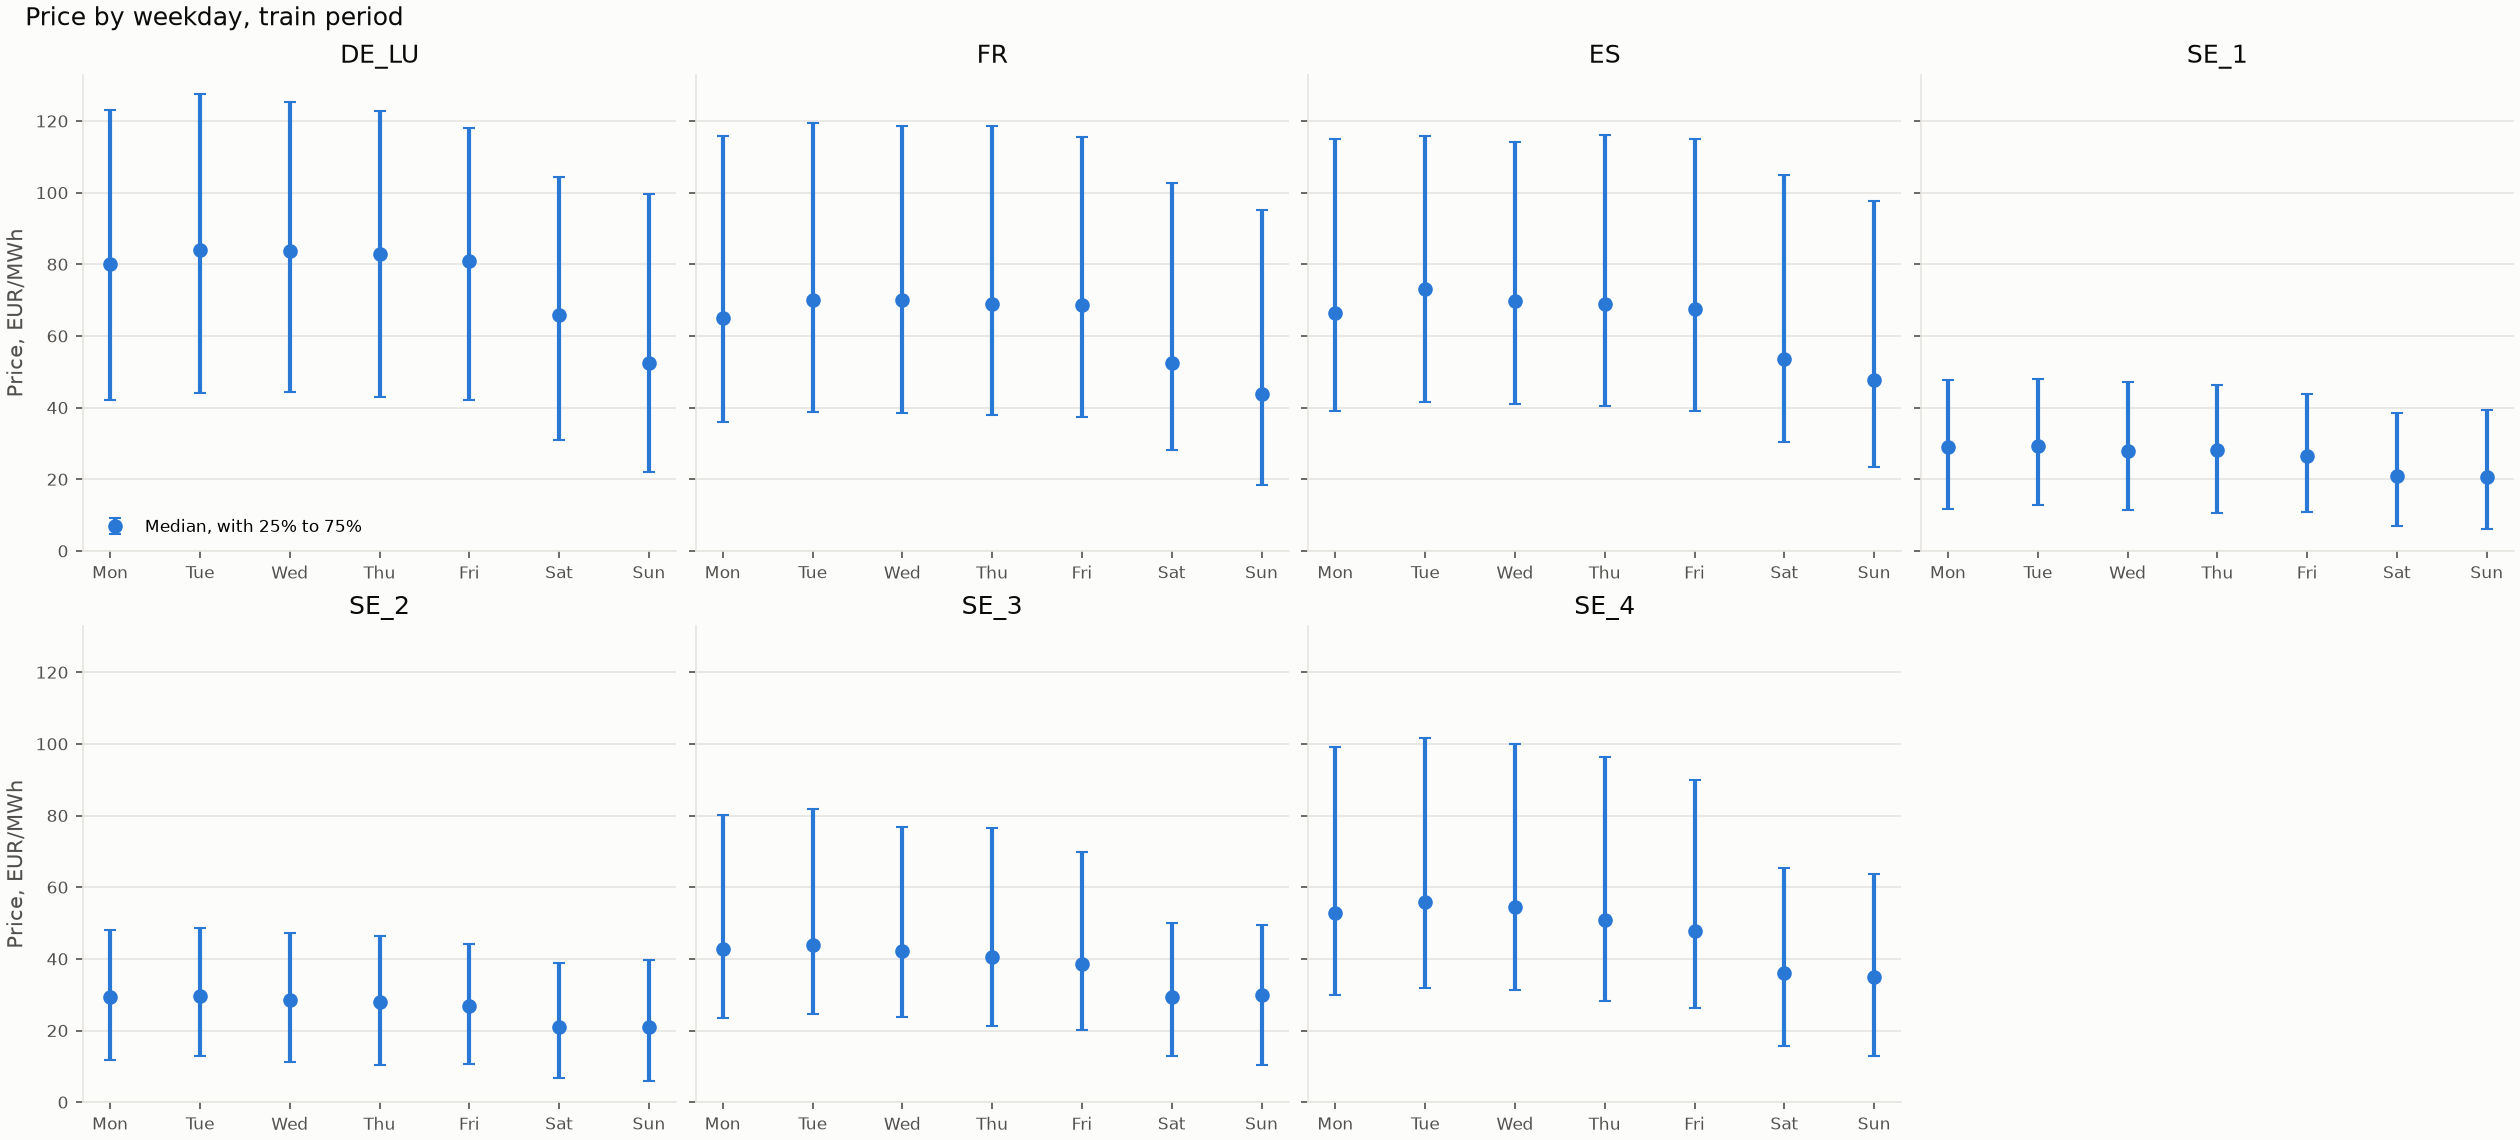 Price by weekday, train period
DE_LU
FR
ES
SE_1
Price, EUR/MWh
120
100
80
60
40
20
0
Median, with 25% to 75%
Mon Tue Wed Thu Fri Sat Sun
Mon Tue Wed Thu Fri Sat Sun
Mon Tue Wed Thu Fri Sat Sun
Mon Tue Wed Thu Fri Sat Sun
SE_2
SE_3
SE_4
Price, EUR/MWh
120
100
80
60
40
20
0
Mon Tue Wed Thu Fri Sat Sun
Mon Tue Wed Thu Fri Sat Sun
Mon Tue Wed Thu Fri Sat Sun